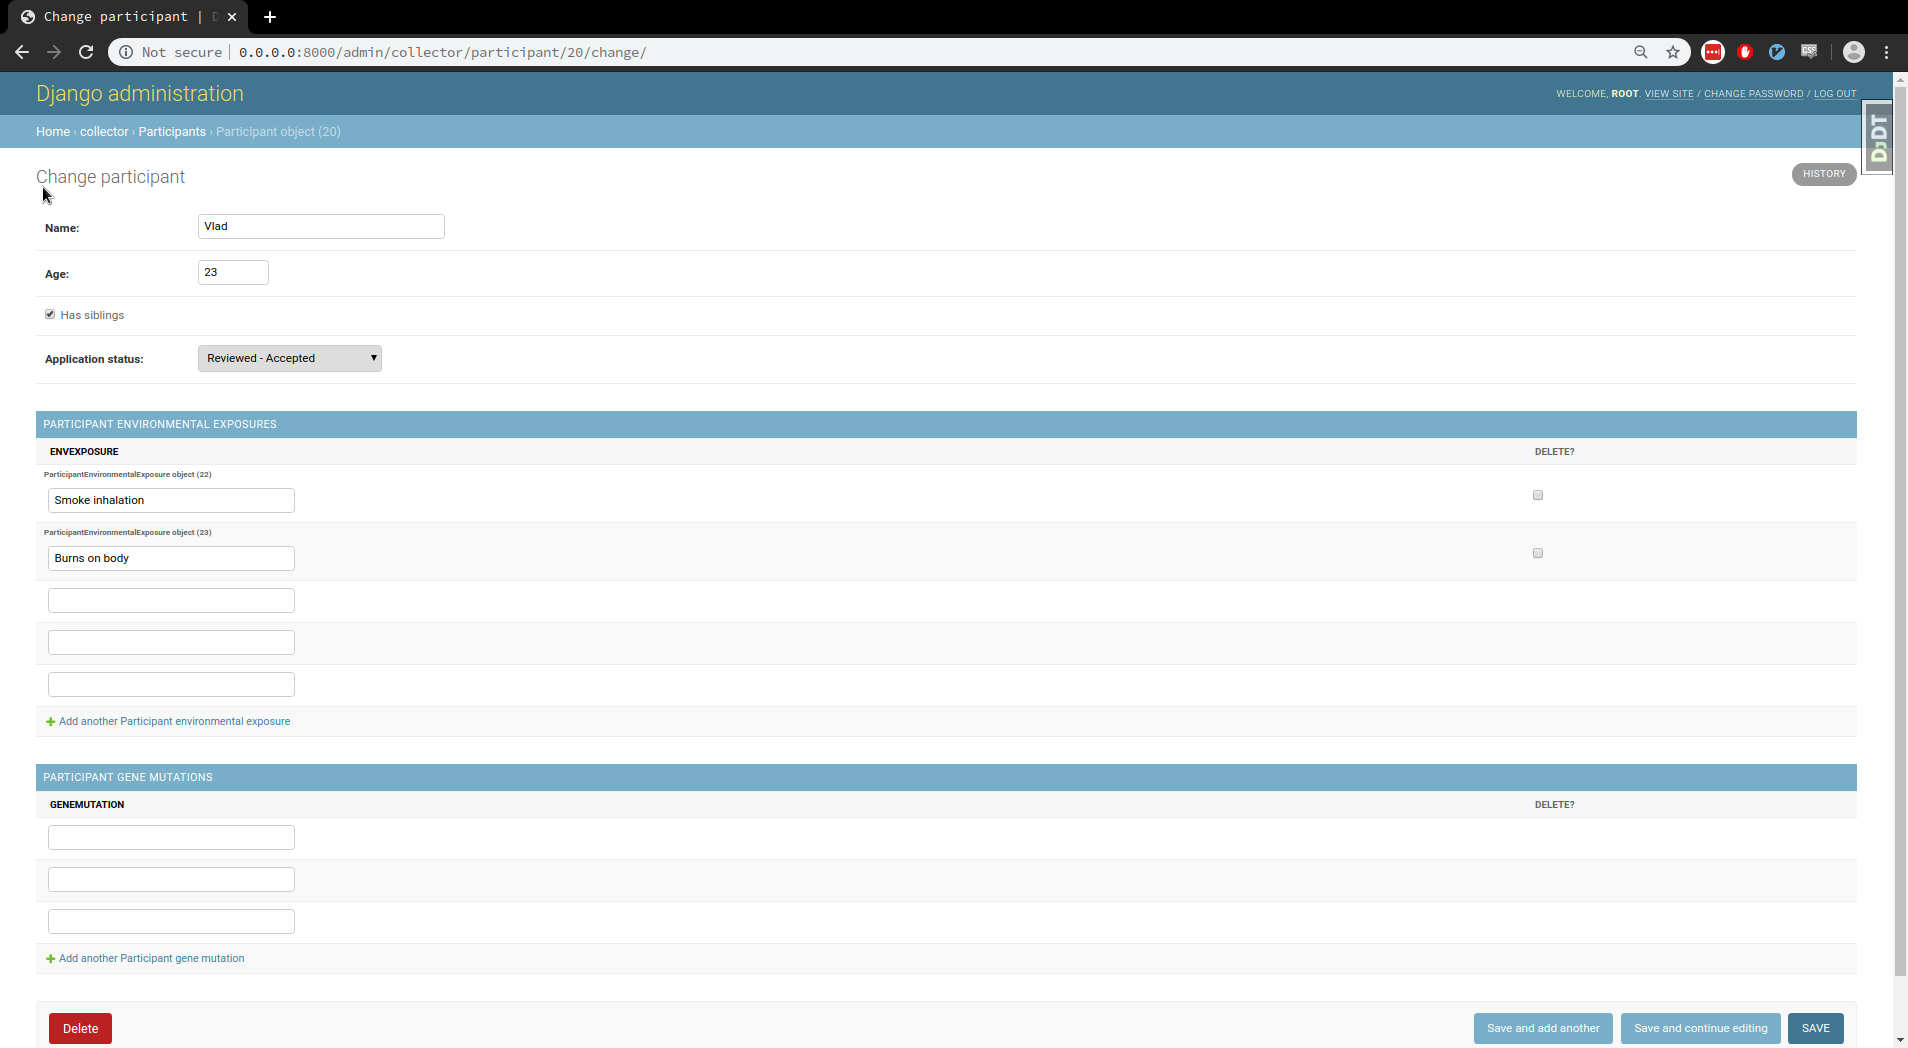 Change participant | D
Not secure | 0.0.0.0:8000/admin/collector/participant/20/change/
CSP
Django administration
WELCOME, ROOT. VIEW SITE / CHANGE PASSWORD / LOG OUT
Home › collector › Participants › Participant object (20)
DJDT
Change participant
HISTORY
Name: Vlad
Age: 23
Has siblings
Application status: Reviewed - Accepted
PARTICIPANT ENVIRONMENTAL EXPOSURES
ENVEXPOSURE DELETE?
ParticipantEnvironmentalExposure object (22)
Smoke inhalation
ParticipantEnvironmentalExposure object (23)
Burns on body
Add another Participant environmental exposure
PARTICIPANT GENE MUTATIONS
GENEMUTATION DELETE?
Add another Participant gene mutation
Delete Save and add another Save and continue editing SAVE